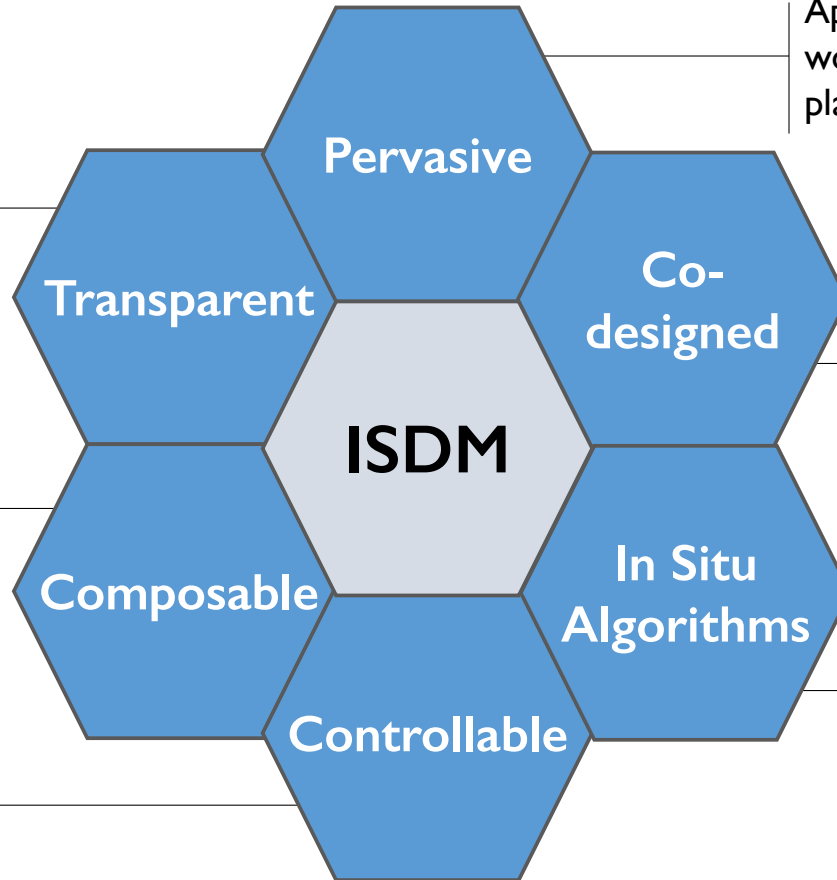 Pervasive
Transparent
Co-
designed
ISDM
Composable
In Situ
Algorithms
Controllable